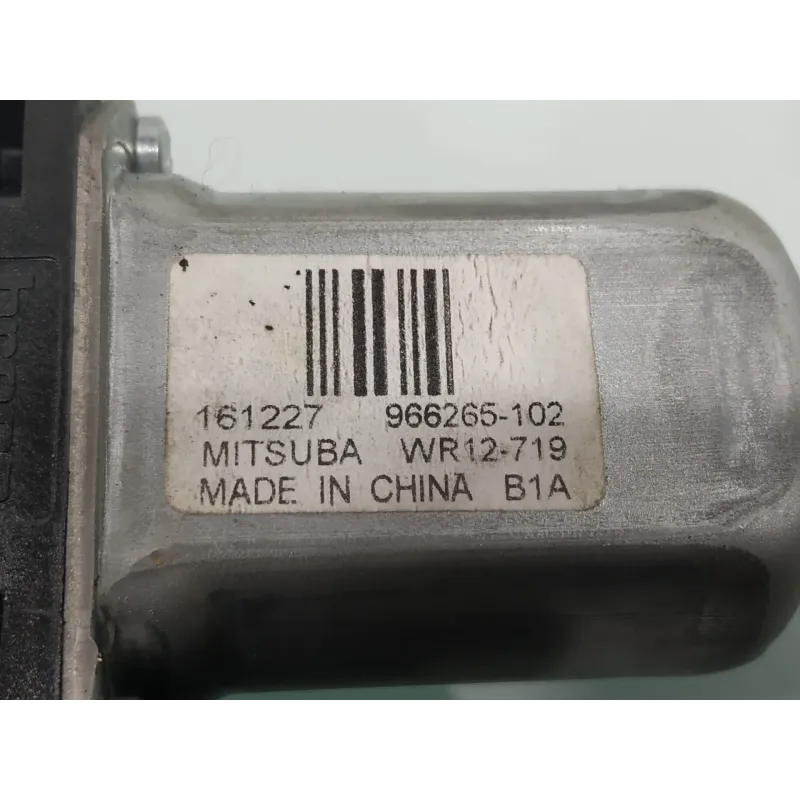 161227 966265-102
MITSUBA WR12-719
MADE IN CHINA B1A